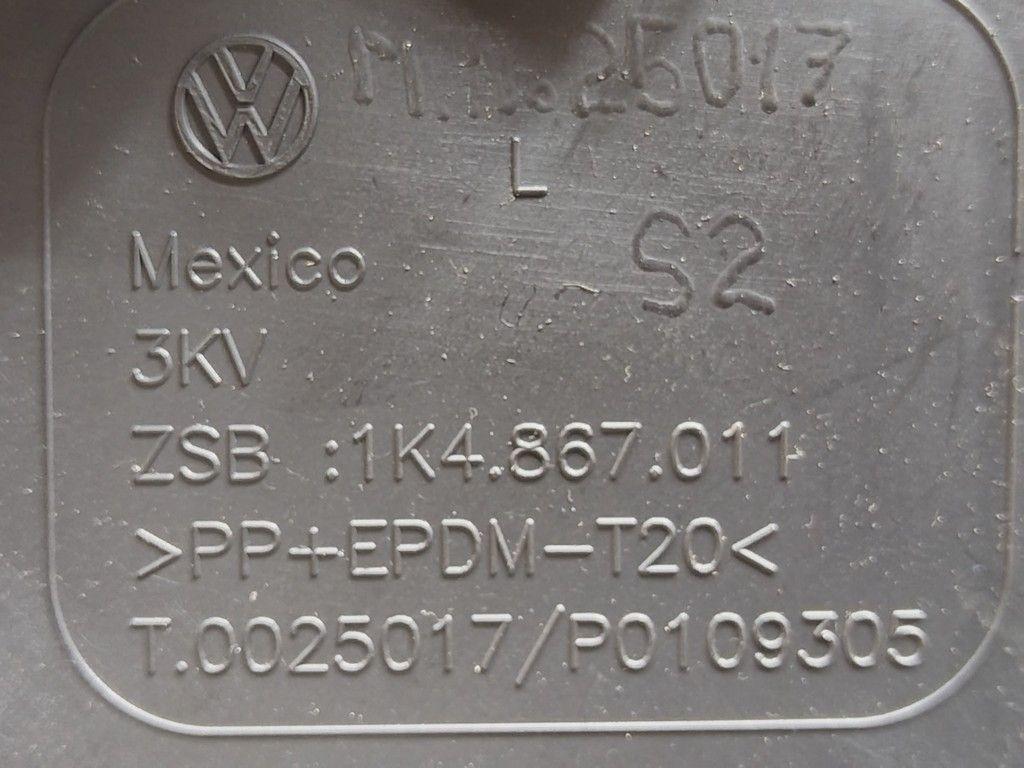 L
S2
Mexico
3KV
ZSB :1K4.867.011
>PP+EPDM-T20<
T.0025017/P0109305